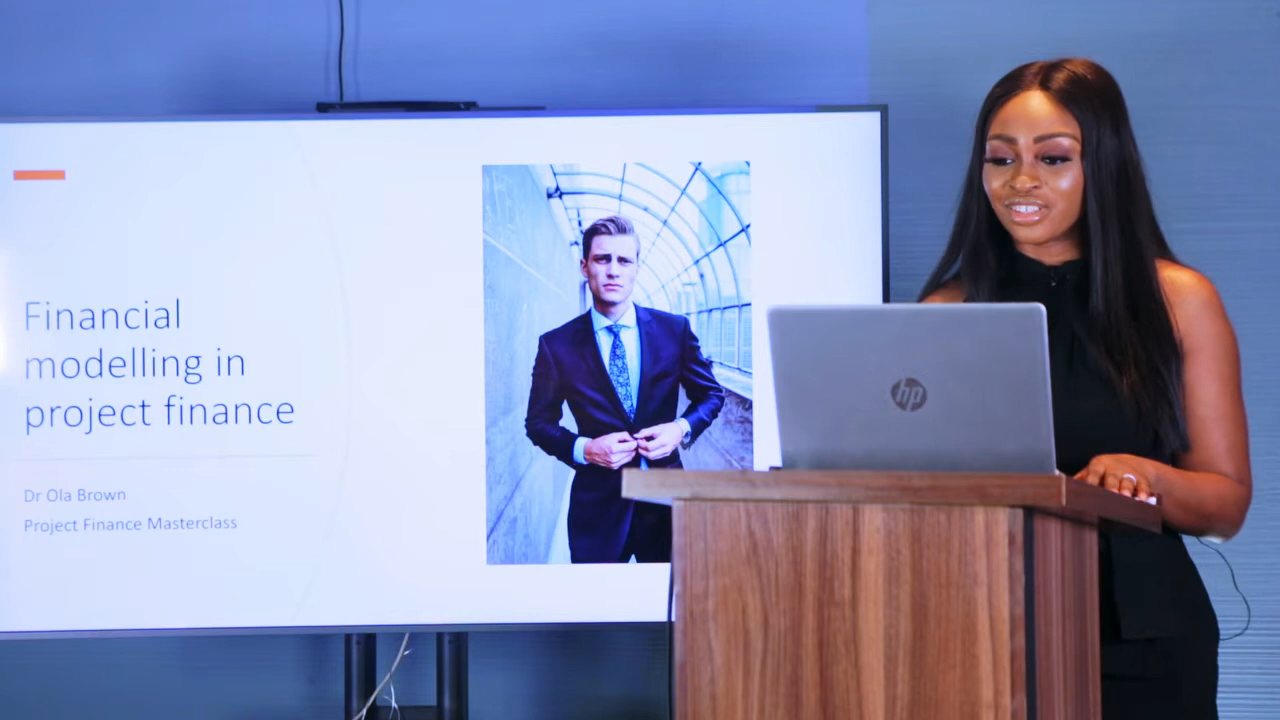 Financial
modelling in
project finance
Dr Ola Brown
Project Finance Masterclass
hp